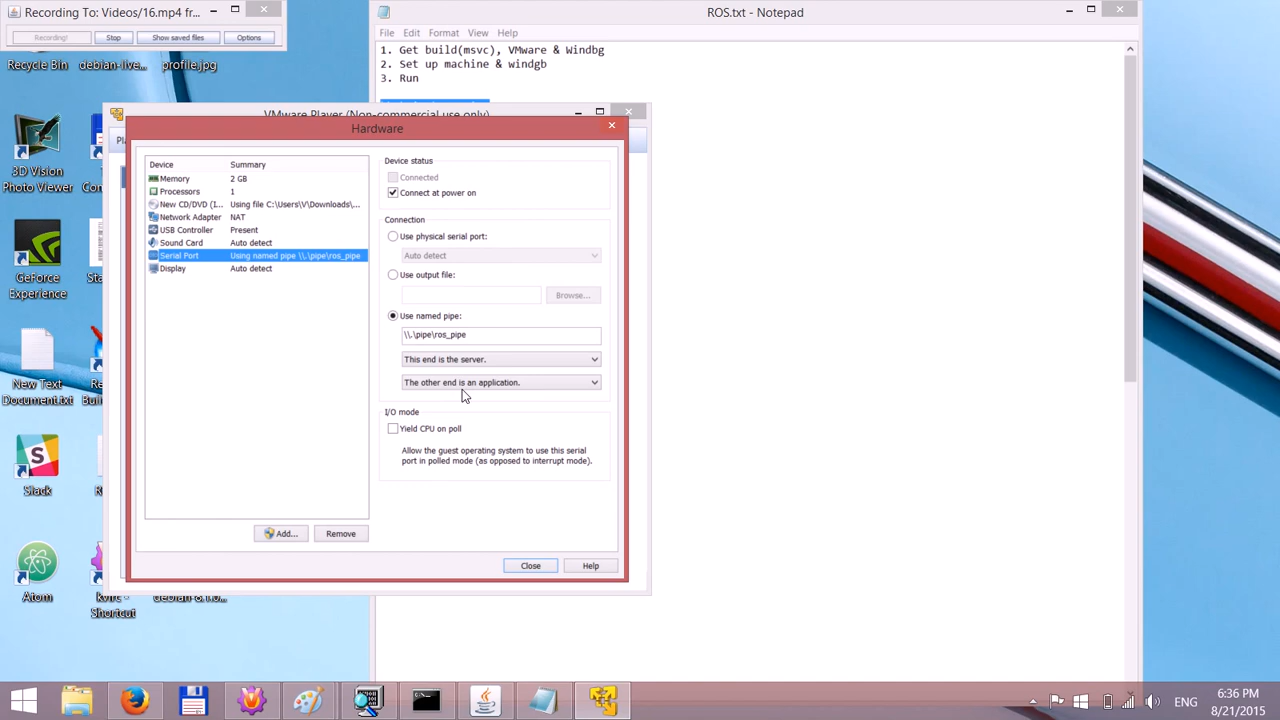 Recording To: Videos/16.mp4 fr...
Recording!
Stop
Show saved files
Options
Recycle Bin
debian-live...
profile.jpg
3D Vision
Photo Viewer
GeForce
Experience
New Text
Document.txt
Slack
Atom
kvirc -
Shortcut
ROS.txt - Notepad
File Edit Format View Help
1. Get build(msvc), VMware & Windbg
2. Set up machine & windgb
3. Run
VMware Player (Non-commercial use only)
Hardware
Device Summary
Memory 2 GB
Processors 1
New CD/DVD (I... Using file C:\Users\V\Downloads\...
Network Adapter NAT
USB Controller Present
Sound Card Auto detect
Serial Port Using named pipe \\.\pipe\ros_pipe
Display Auto detect
Add...
Remove
Device status
Connected
Connect at power on
Connection
Use physical serial port:
Auto detect
Use output file:
Browse...
Use named pipe:
\\.\pipe\ros_pipe
This end is the server.
The other end is an application.
I/O mode
Yield CPU on poll
Allow the guest operating system to use this serial
port in polled mode (as opposed to interrupt mode).
Close
Help
ENG
6:36 PM
8/21/2015